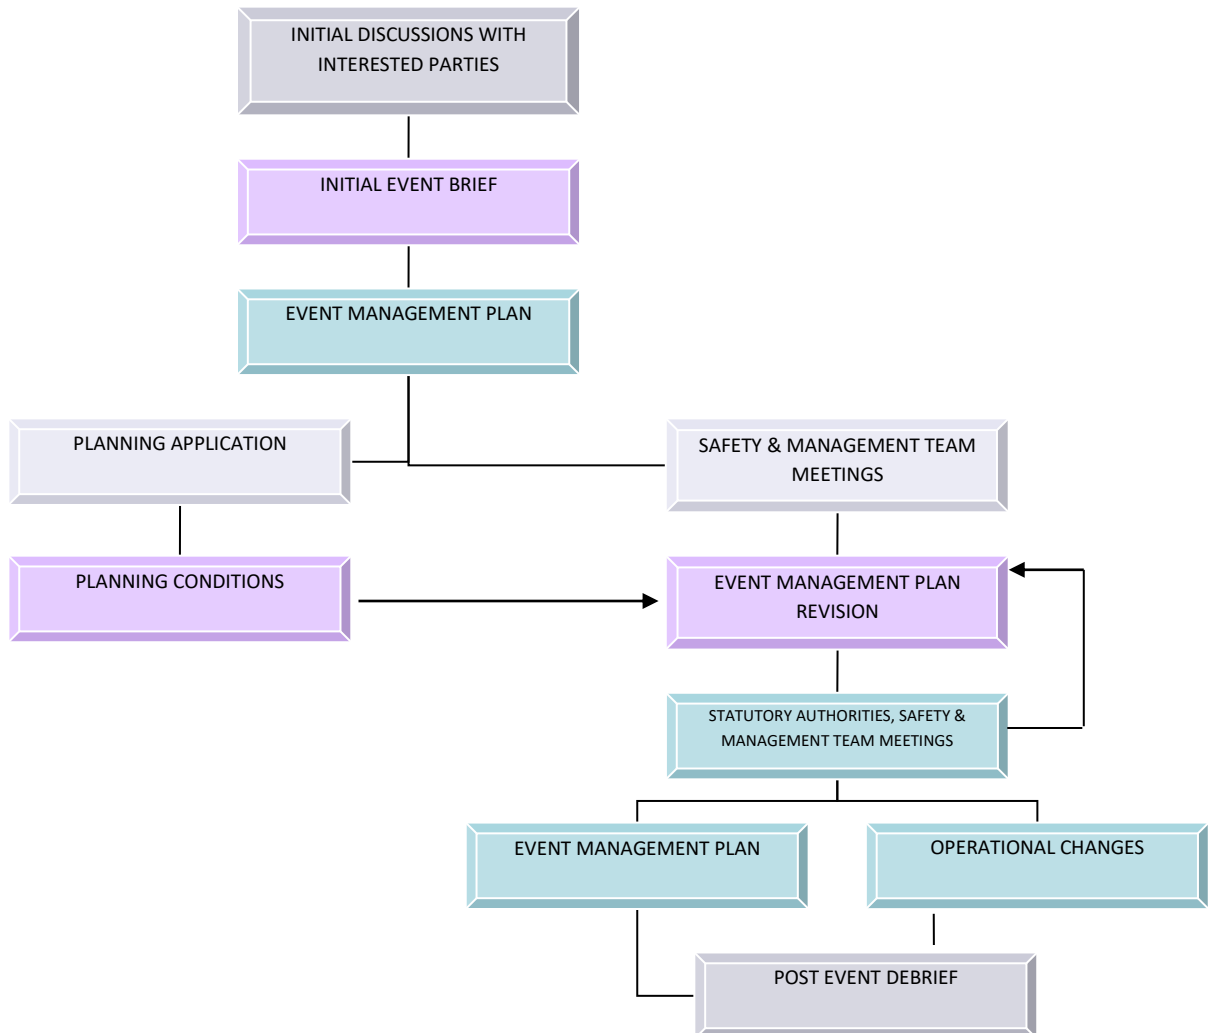 INITIAL DISCUSSIONS WITH
INTERESTED PARTIES
INITIAL EVENT BRIEF
EVENT MANAGEMENT PLAN
PLANNING APPLICATION
SAFETY & MANAGEMENT TEAM
MEETINGS
PLANNING CONDITIONS
EVENT MANAGEMENT PLAN
REVISION
STATUTORY AUTHORITIES, SAFETY &
MANAGEMENT TEAM MEETINGS
EVENT MANAGEMENT PLAN
OPERATIONAL CHANGES
POST EVENT DEBRIEF